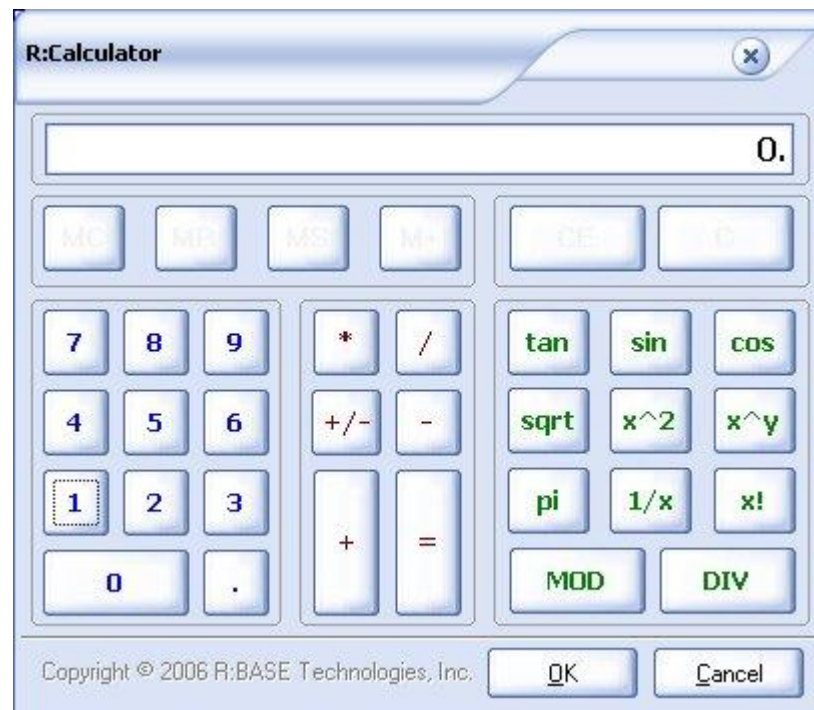 R:Calculator
0.
MC MR MS M+ CE C
7 8 9 * / tan sin cos
4 5 6 +/- - sqrt x^2 x^y
1 2 3 + = pi 1/x x!
0 . MOD DIV
Copyright © 2006 R:BASE Technologies, Inc. OK Cancel